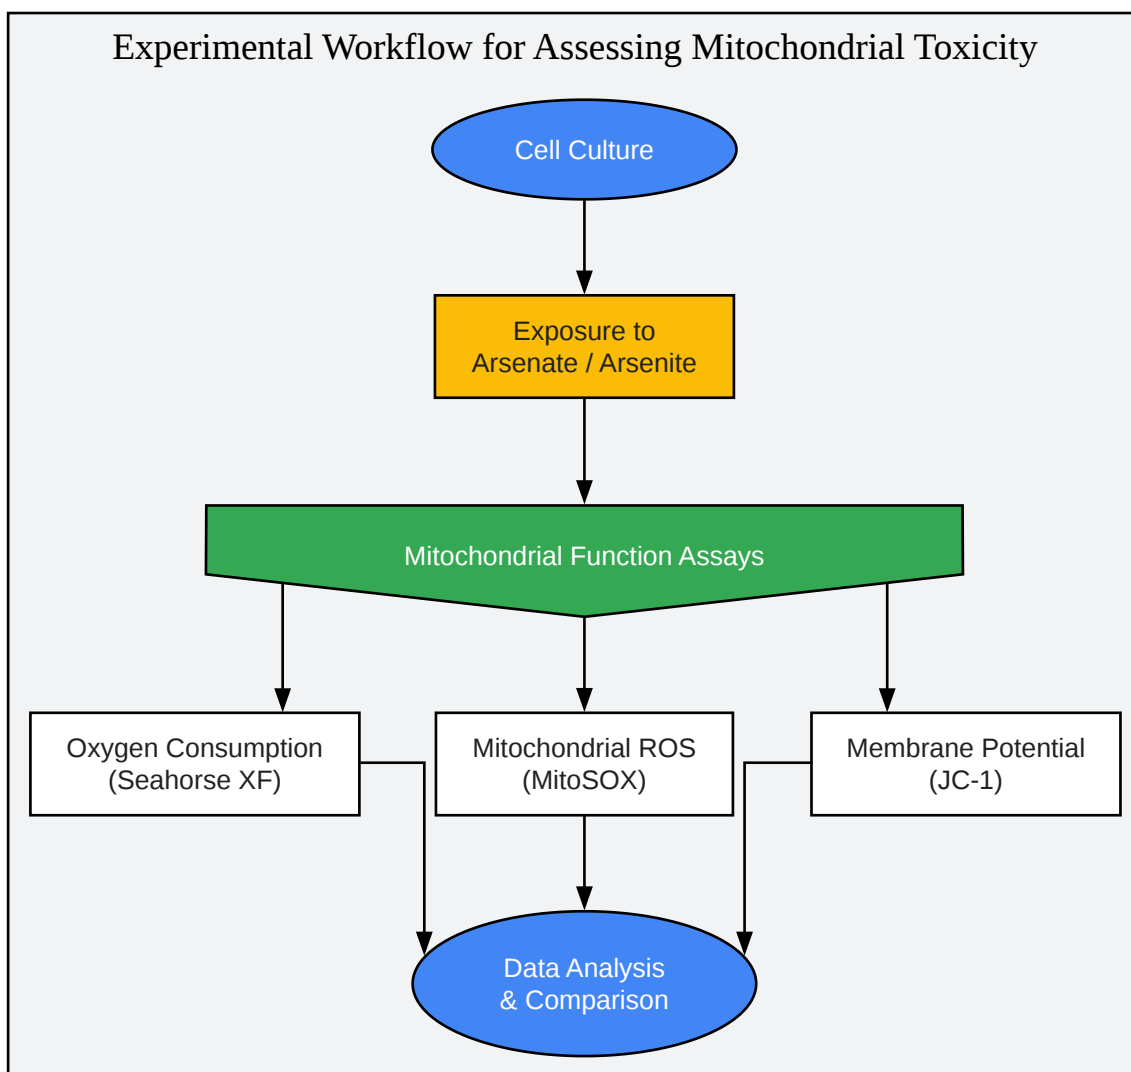 Experimental Workflow for Assessing Mitochondrial Toxicity
Cell Culture
Exposure to
Arsenate / Arsenite
Mitochondrial Function Assays
Oxygen Consumption
(Seahorse XF)
Mitochondrial ROS
(MitoSOX)
Membrane Potential
(JC-1)
Data Analysis
& Comparison